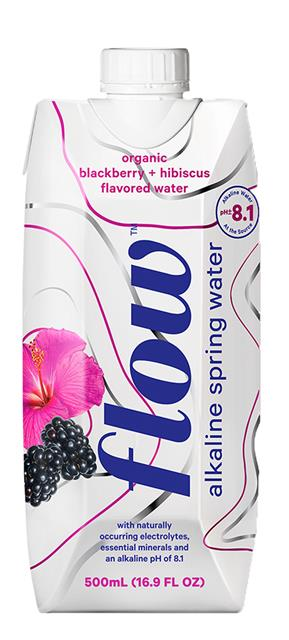 organic
blackberry + hibiscus
flavored water
Alkaline Water
pH±8.1
At the Source
flow™
alkaline spring water
with naturally
occurring electrolytes,
essential minerals and
an alkaline pH of 8.1
500mL (16.9 FL OZ)